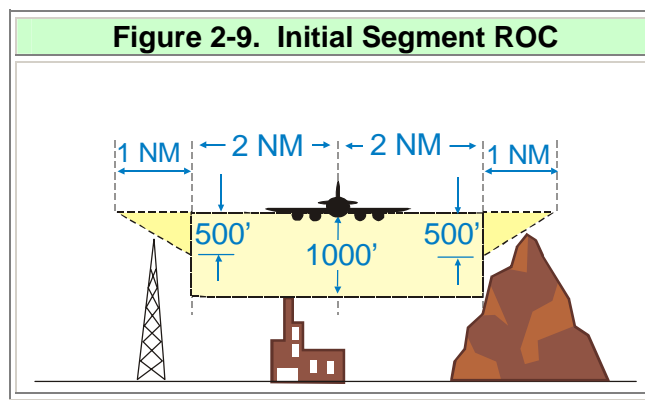 Figure 2-9. Initial Segment ROC
1 NM 2 NM 2 NM 1 NM
500' 1000' 500'